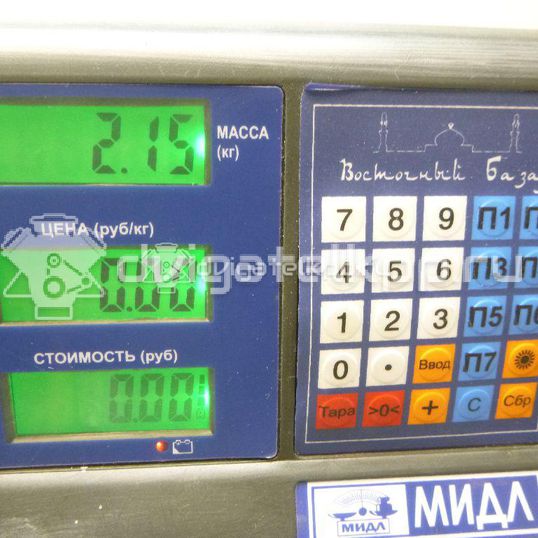 2.15
МАССА
(кг)
ЦЕНА (руб/кг)
0.00
СТОИМОСТЬ (руб)
0.00
Восточный База
7 8 9 П1
4 5 6 П3
1 2 3 П5 П6
0 • Ввод П7
Тара >0< + С Сбр
МИДЛ
МИДЛ